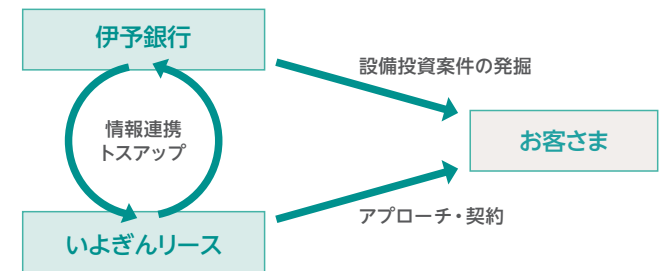 伊予銀行
設備投資案件の発掘
情報連携
トスアップ
お客さま
アプローチ・契約
いよぎんリース